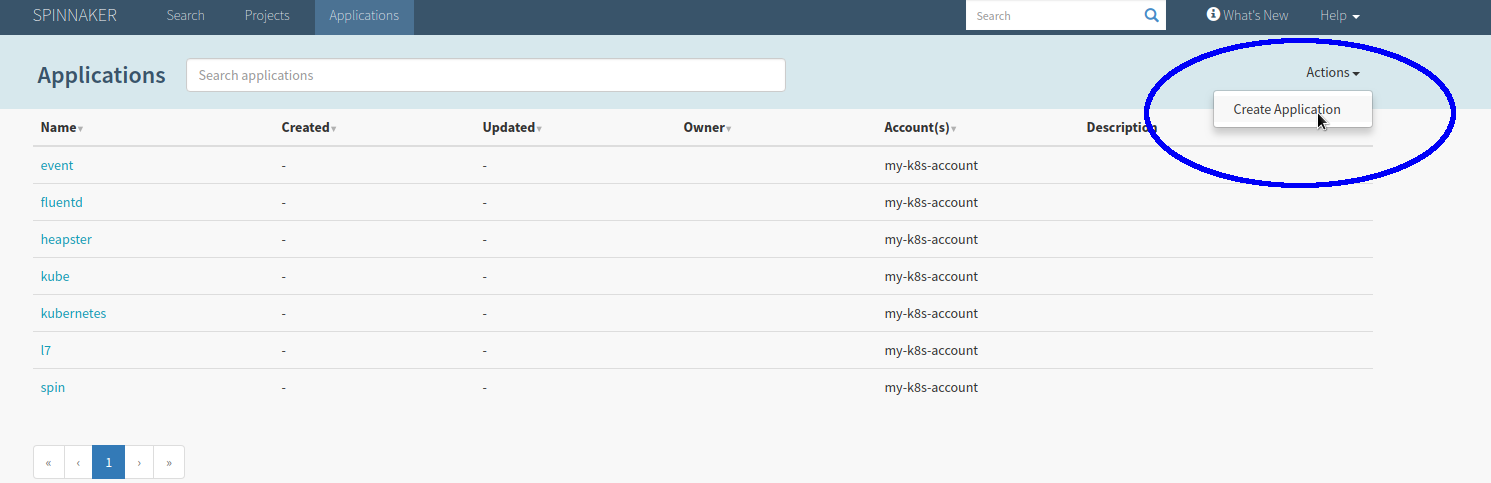 SPINNAKER Search Projects Applications Search What's New Help
Applications Search applications Actions
Create Application
Name Created Updated Owner Account(s) Description
event - - my-k8s-account
fluentd - - my-k8s-account
heapster - - my-k8s-account
kube - - my-k8s-account
kubernetes - - my-k8s-account
l7 - - my-k8s-account
spin - - my-k8s-account
« ‹ 1 › »